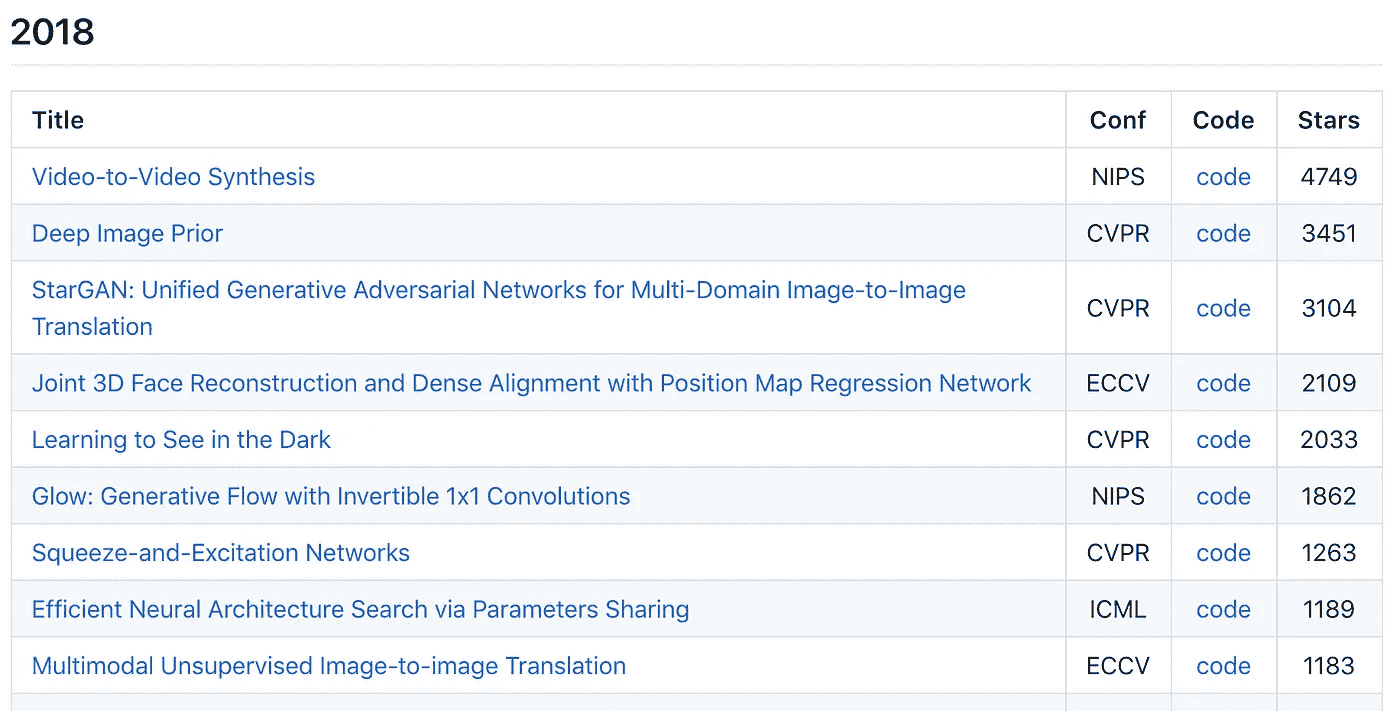 2018
Title Conf Code Stars
Video-to-Video Synthesis NIPS code 4749
Deep Image Prior CVPR code 3451
StarGAN: Unified Generative Adversarial Networks for Multi-Domain Image-to-Image
Translation CVPR code 3104
Joint 3D Face Reconstruction and Dense Alignment with Position Map Regression Network ECCV code 2109
Learning to See in the Dark CVPR code 2033
Glow: Generative Flow with Invertible 1x1 Convolutions NIPS code 1862
Squeeze-and-Excitation Networks CVPR code 1263
Efficient Neural Architecture Search via Parameters Sharing ICML code 1189
Multimodal Unsupervised Image-to-image Translation ECCV code 1183